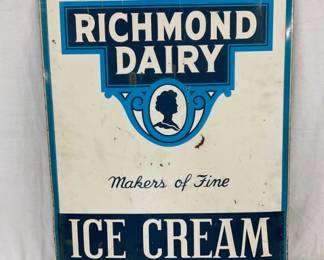 RICHMOND
DAIRY
Makers of Fine
ICE CREAM